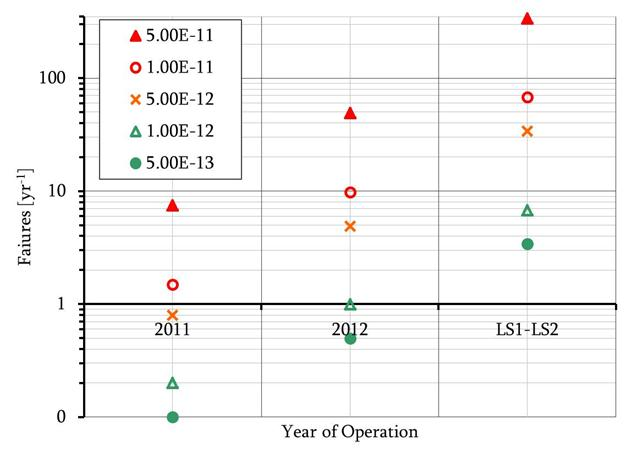 5.00E-11
1.00E-11
5.00E-12
1.00E-12
5.00E-13
100
10
1
0
Faiures [yr-1]
2011 2012 LS1-LS2
Year of Operation